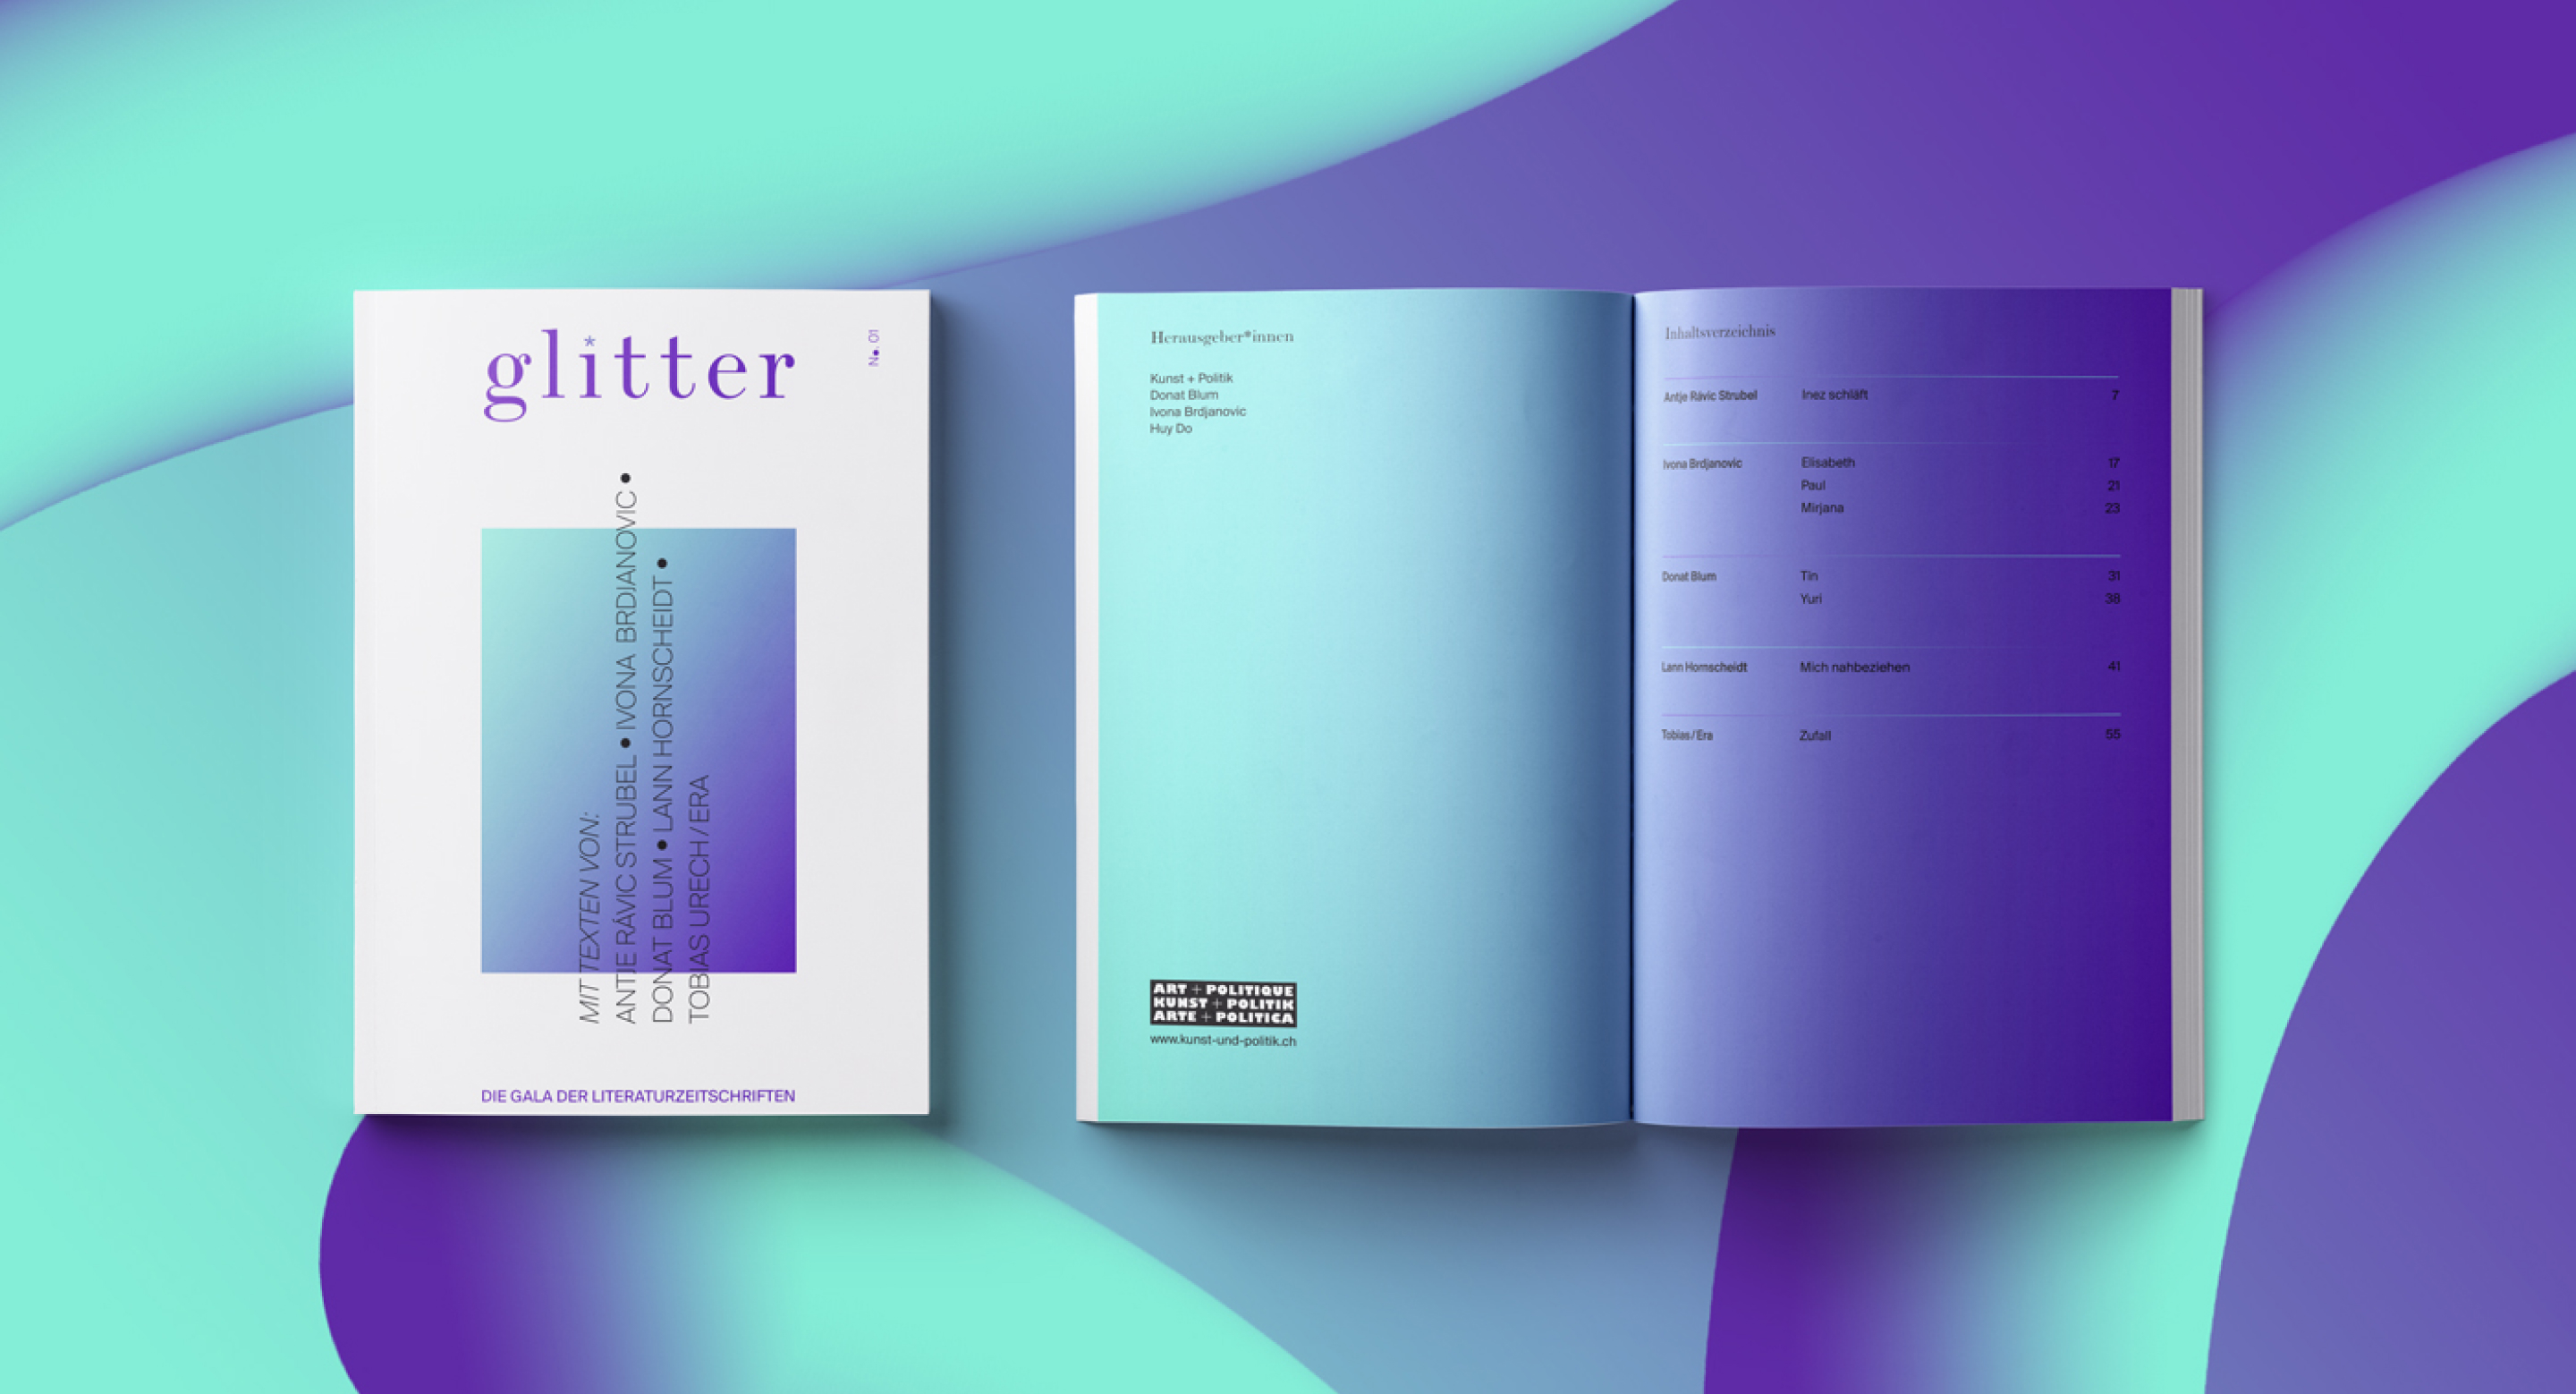 glitter
No. 01
MIT TEXTEN VON:
ANTJE RÁVIC STRUBEL • IVONA BRDJANOVIC •
DONAT BLUM • LANN HORNSCHEIDT •
TOBIAS URECH / ERA
DIE GALA DER LITERATURZEITSCHRIFTEN
Herausgeber*innen
Kunst + Politik
Donat Blum
Ivona Brdjanovic
Huy Do
ART + POLITIQUE
KUNST + POLITIK
ARTE + POLITICA
www.kunst-und-politik.ch
Inhaltsverzeichnis
Antje Rávic Strubel Inez schläft 7
Ivona Brdjanovic Elisabeth 17
Paul 21
Mirjana 23
Donat Blum Tin 31
Yuri 38
Lann Hornscheidt Mich nahbeziehen 41
Tobias / Era Zufall 55